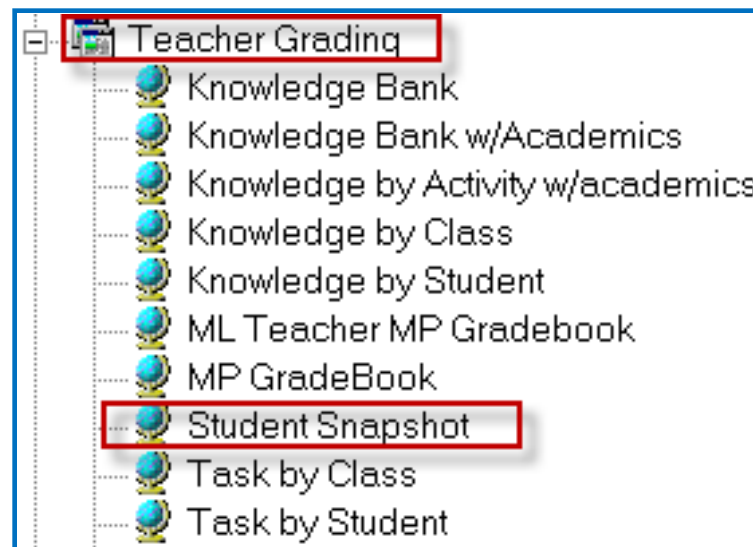 Teacher Grading
Knowledge Bank
Knowledge Bank w/Academics
Knowledge by Activity w/academics
Knowledge by Class
Knowledge by Student
ML Teacher MP Gradebook
MP GradeBook
Student Snapshot
Task by Class
Task by Student